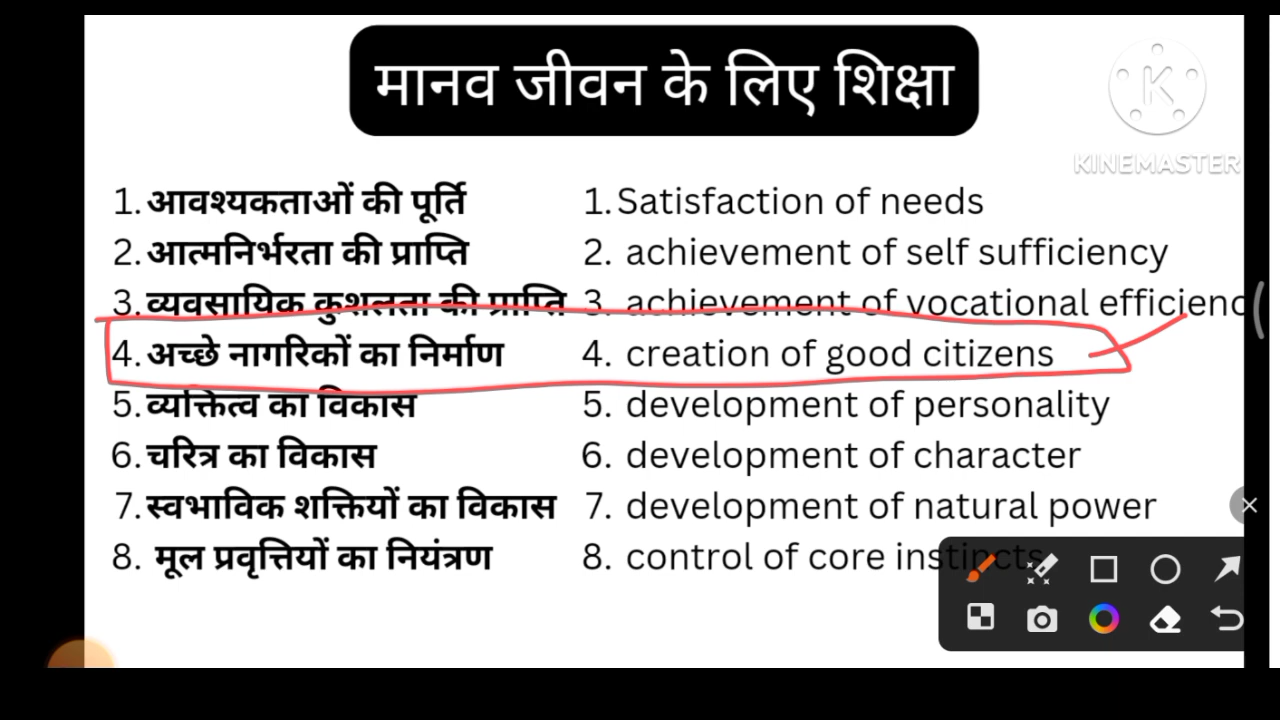 मानव जीवन के लिए शिक्षा
KINEMASTER
1. आवश्यकताओं की पूर्ति 1. Satisfaction of needs
2. आत्मनिर्भरता की प्राप्ति 2. achievement of self sufficiency
3. व्यवसायिक कुशलता की प्राप्ति 3. achievement of vocational efficienc
4. अच्छे नागरिकों का निर्माण 4. creation of good citizens
5. व्यक्तित्व का विकास 5. development of personality
6. चरित्र का विकास 6. development of character
7. स्वभाविक शक्तियों का विकास 7. development of natural power
8. मूल प्रवृत्तियों का नियंत्रण 8. control of core instincts